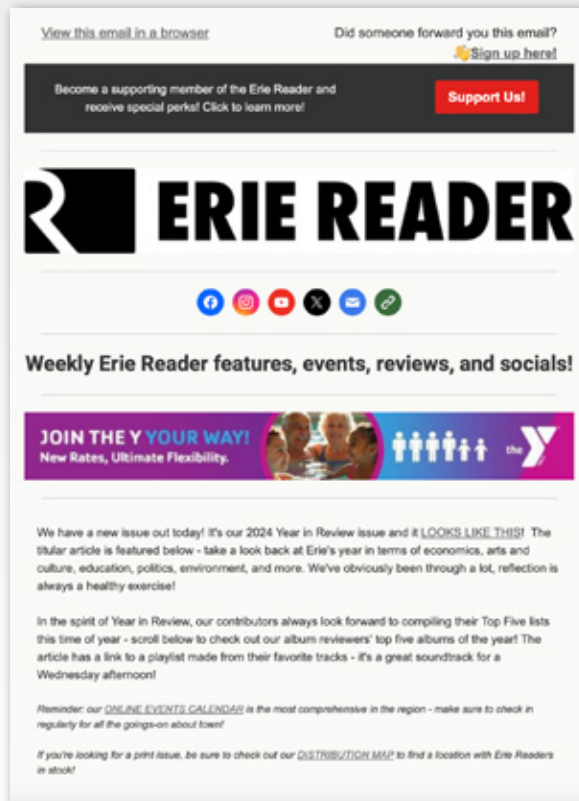 View this email in a browser
Did someone forward you this email?
👋Sign up here!
Become a supporting member of the Erie Reader and
receive special perks! Click to learn more!
Support Us!
ERIE READER
Weekly Erie Reader features, events, reviews, and socials!
JOIN THE Y YOUR WAY!
New Rates, Ultimate Flexibility.
the Y
We have a new issue out today! It's our 2024 Year in Review issue and it LOOKS LIKE THIS! The
titular article is featured below - take a look back at Erie's year in terms of economics, arts and
culture, education, politics, environment, and more. We've obviously been through a lot, reflection is
always a healthy exercise!
In the spirit of Year in Review, our contributors always look forward to compiling their Top Five lists
this time of year - scroll below to check out our album reviewers' top five albums of the year! The
article has a link to a playlist made from their favorite tracks - it's a great soundtrack for a
Wednesday afternoon!
Reminder: our ONLINE EVENTS CALENDAR is the most comprehensive in the region - make sure to check in
regularly for all the goings-on about town!
If you're looking for a print issue, be sure to check out our DISTRIBUTION MAP to find a location with Erie Readers
in stock!